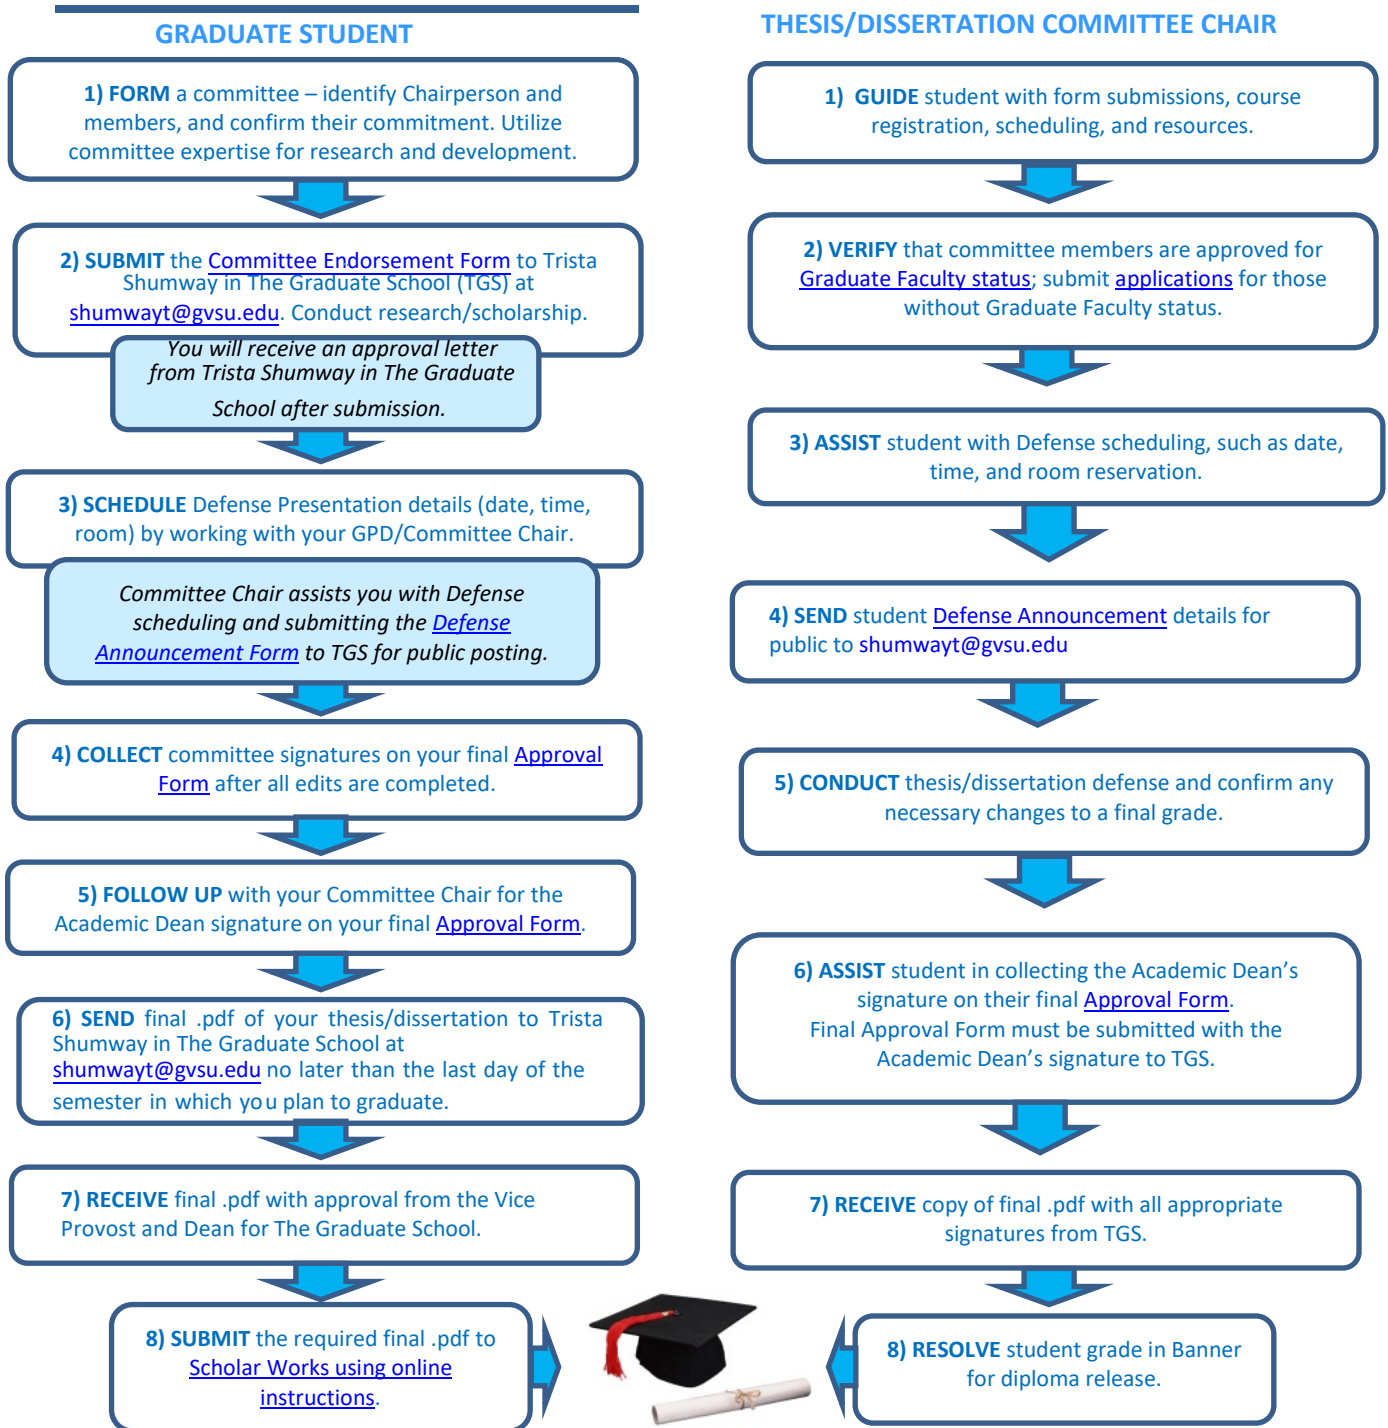 GRADUATE STUDENT
1) FORM a committee – identify Chairperson and
members, and confirm their commitment. Utilize
committee expertise for research and development.
2) SUBMIT the Committee Endorsement Form to Trista
Shumway in The Graduate School (TGS) at
shumwayt@gvsu.edu. Conduct research/scholarship.
You will receive an approval letter
from Trista Shumway in The Graduate
School after submission.
3) SCHEDULE Defense Presentation details (date, time,
room) by working with your GPD/Committee Chair.
Committee Chair assists you with Defense
scheduling and submitting the Defense
Announcement Form to TGS for public posting.
4) COLLECT committee signatures on your final Approval
Form after all edits are completed.
5) FOLLOW UP with your Committee Chair for the
Academic Dean signature on your final Approval Form.
6) SEND final .pdf of your thesis/dissertation to Trista
Shumway in The Graduate School at
shumwayt@gvsu.edu no later than the last day of the
semester in which you plan to graduate.
7) RECEIVE final .pdf with approval from the Vice
Provost and Dean for The Graduate School.
8) SUBMIT the required final .pdf to
Scholar Works using online
instructions.
THESIS/DISSERTATION COMMITTEE CHAIR
1) GUIDE student with form submissions, course
registration, scheduling, and resources.
2) VERIFY that committee members are approved for
Graduate Faculty status; submit applications for those
without Graduate Faculty status.
3) ASSIST student with Defense scheduling, such as date,
time, and room reservation.
4) SEND student Defense Announcement details for
public to shumwayt@gvsu.edu
5) CONDUCT thesis/dissertation defense and confirm any
necessary changes to a final grade.
6) ASSIST student in collecting the Academic Dean's
signature on their final Approval Form.
Final Approval Form must be submitted with the
Academic Dean's signature to TGS.
7) RECEIVE copy of final .pdf with all appropriate
signatures from TGS.
8) RESOLVE student grade in Banner
for diploma release.